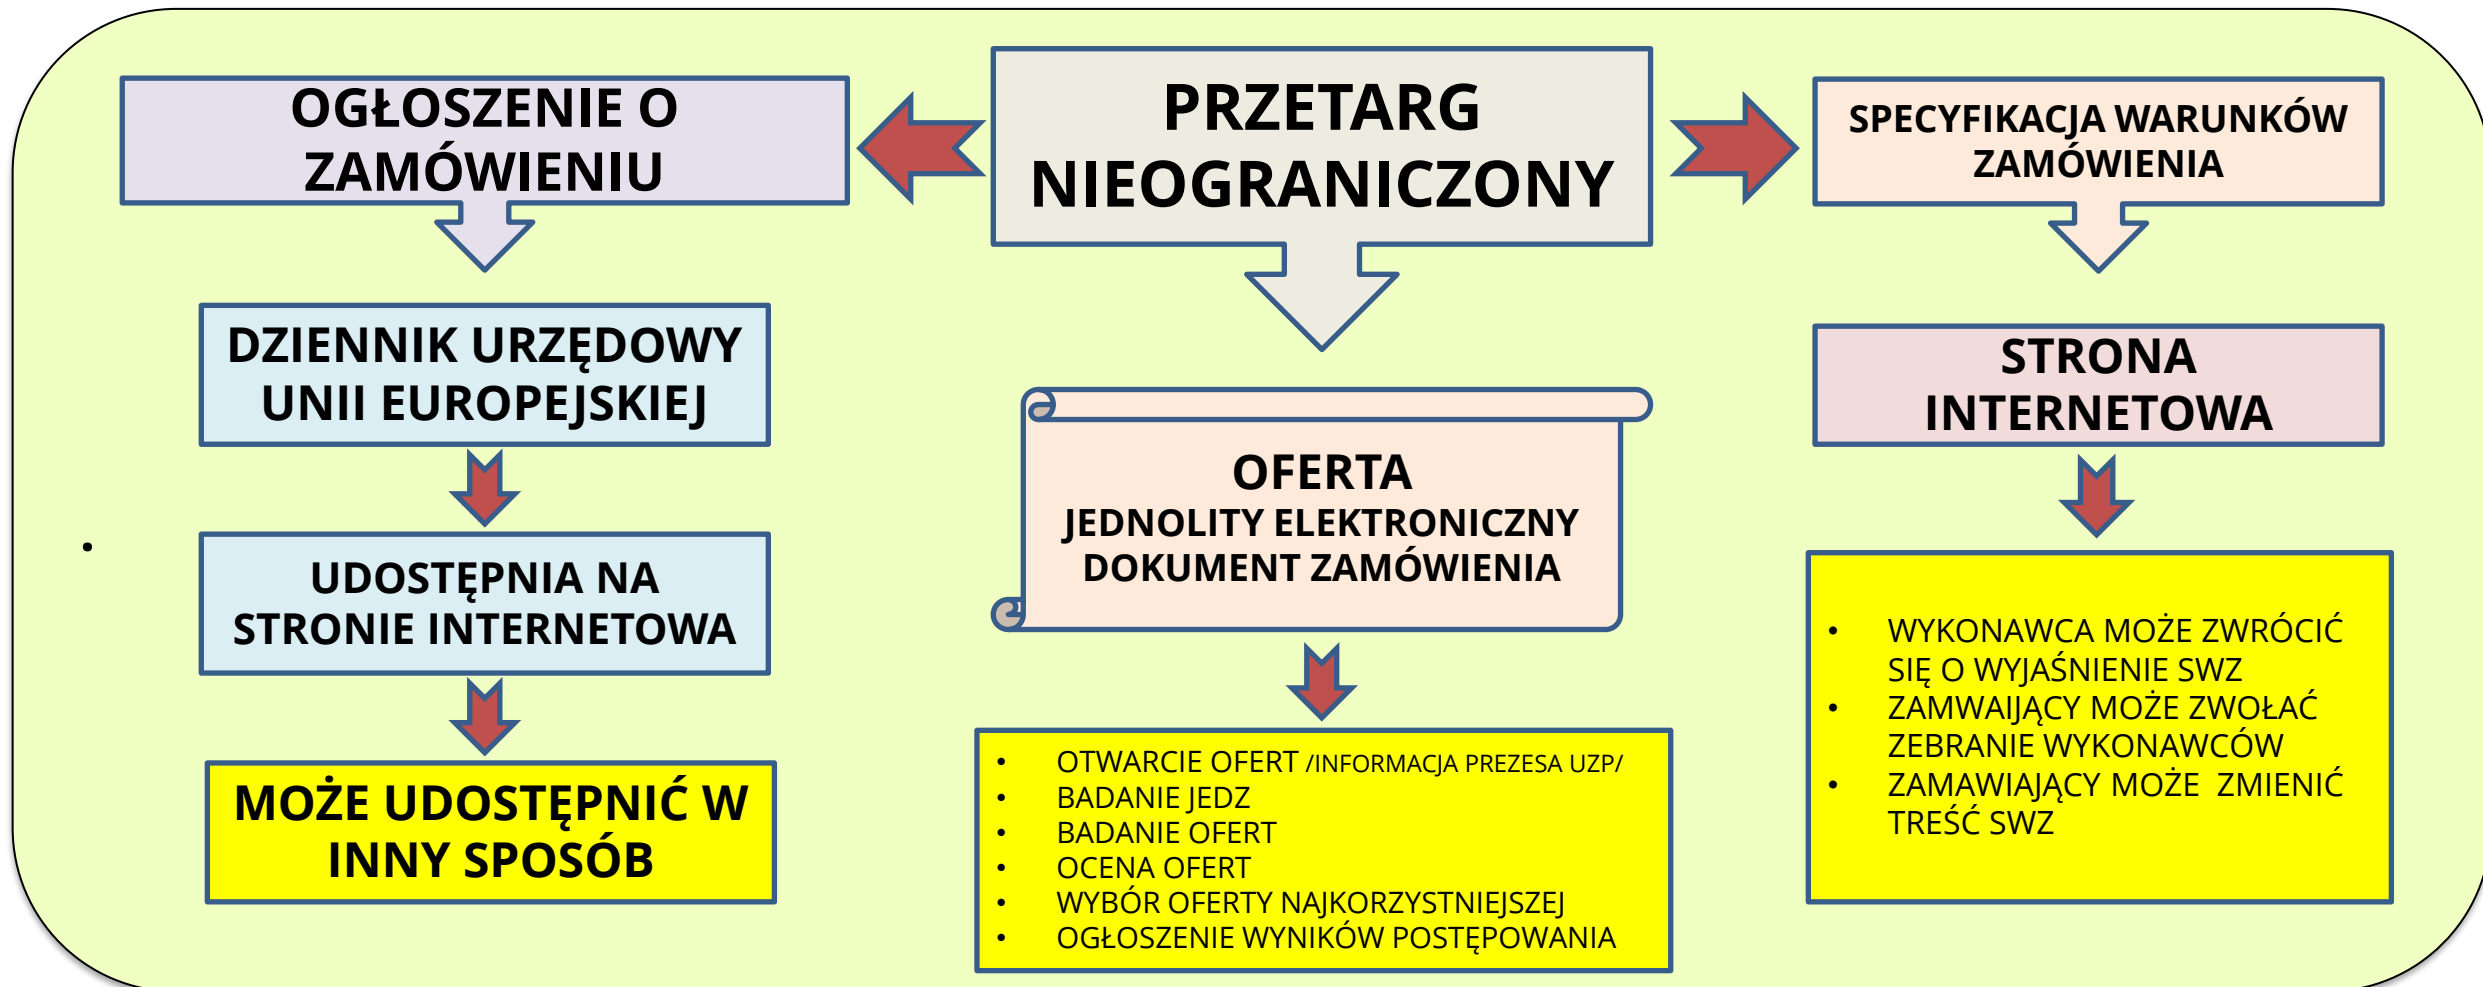 PRZETARG
NIEOGRANICZONY
OGŁOSZENIE O
ZAMÓWIENIU
DZIENNIK URZĘDOWY
UNII EUROPEJSKIEJ
UDOSTĘPNIA NA
STRONIE INTERNETOWA
MOŻE UDOSTĘPNIĆ W
INNY SPOSÓB
OFERTA
JEDNOLITY ELEKTRONICZNY
DOKUMENT ZAMÓWIENIA
• OTWARCIE OFERT /INFORMACJA PREZESA UZP/
• BADANIE JEDZ
• BADANIE OFERT
• OCENA OFERT
• WYBÓR OFERTY NAJKORZYSTNIEJSZEJ
• OGŁOSZENIE WYNIKÓW POSTĘPOWANIA
SPECYFIKACJA WARUNKÓW
ZAMÓWIENIA
STRONA
INTERNETOWA
• WYKONAWCA MOŻE ZWRÓCIĆ
SIĘ O WYJAŚNIENIE SWZ
• ZAMWAIJĄCY MOŻE ZWOŁAĆ
ZEBRANIE WYKONAWCÓW
• ZAMAWIAJĄCY MOŻE ZMIENIĆ
TREŚĆ SWZ